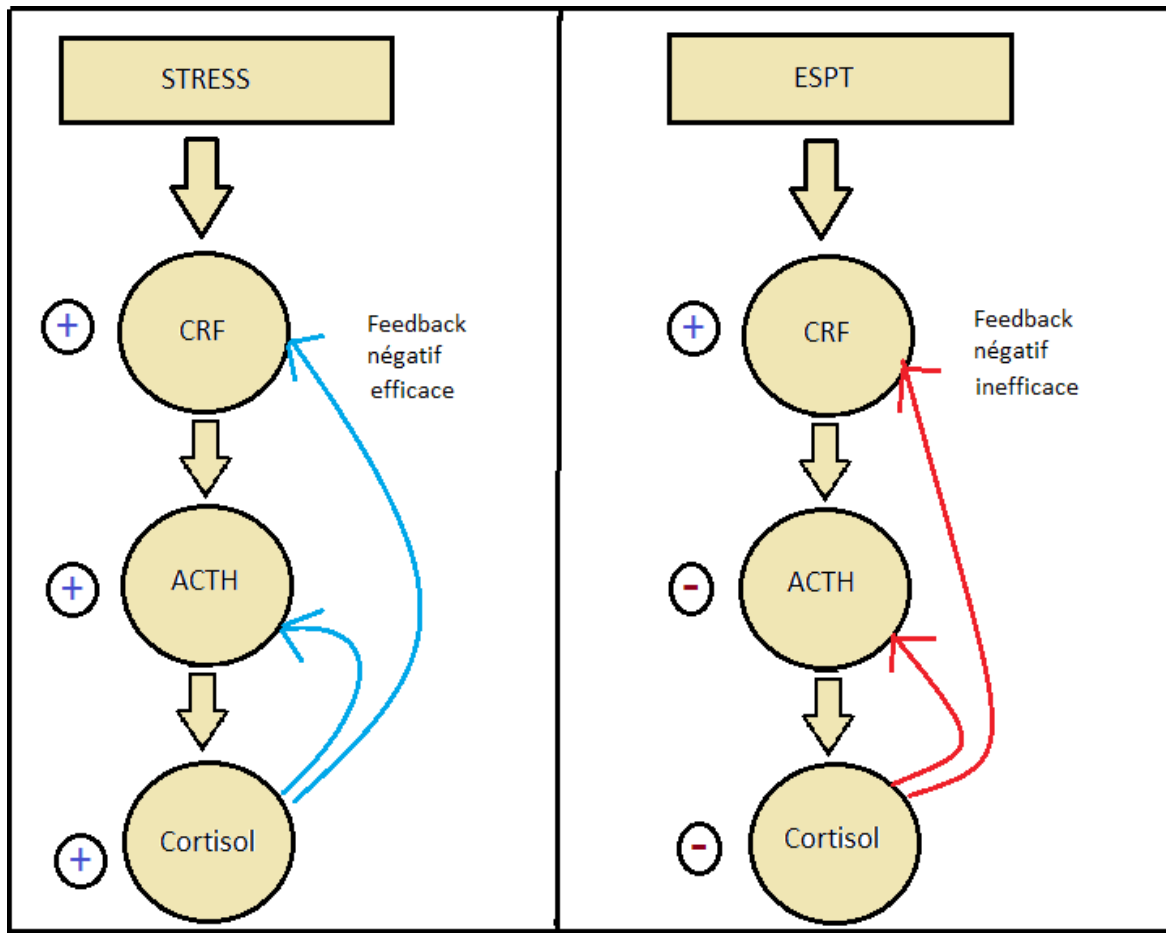 STRESS
+
CRF
Feedback
négatif
efficace
+
ACTH
+
Cortisol
ESPT
+
CRF
Feedback
négatif
inefficace
-
ACTH
-
Cortisol